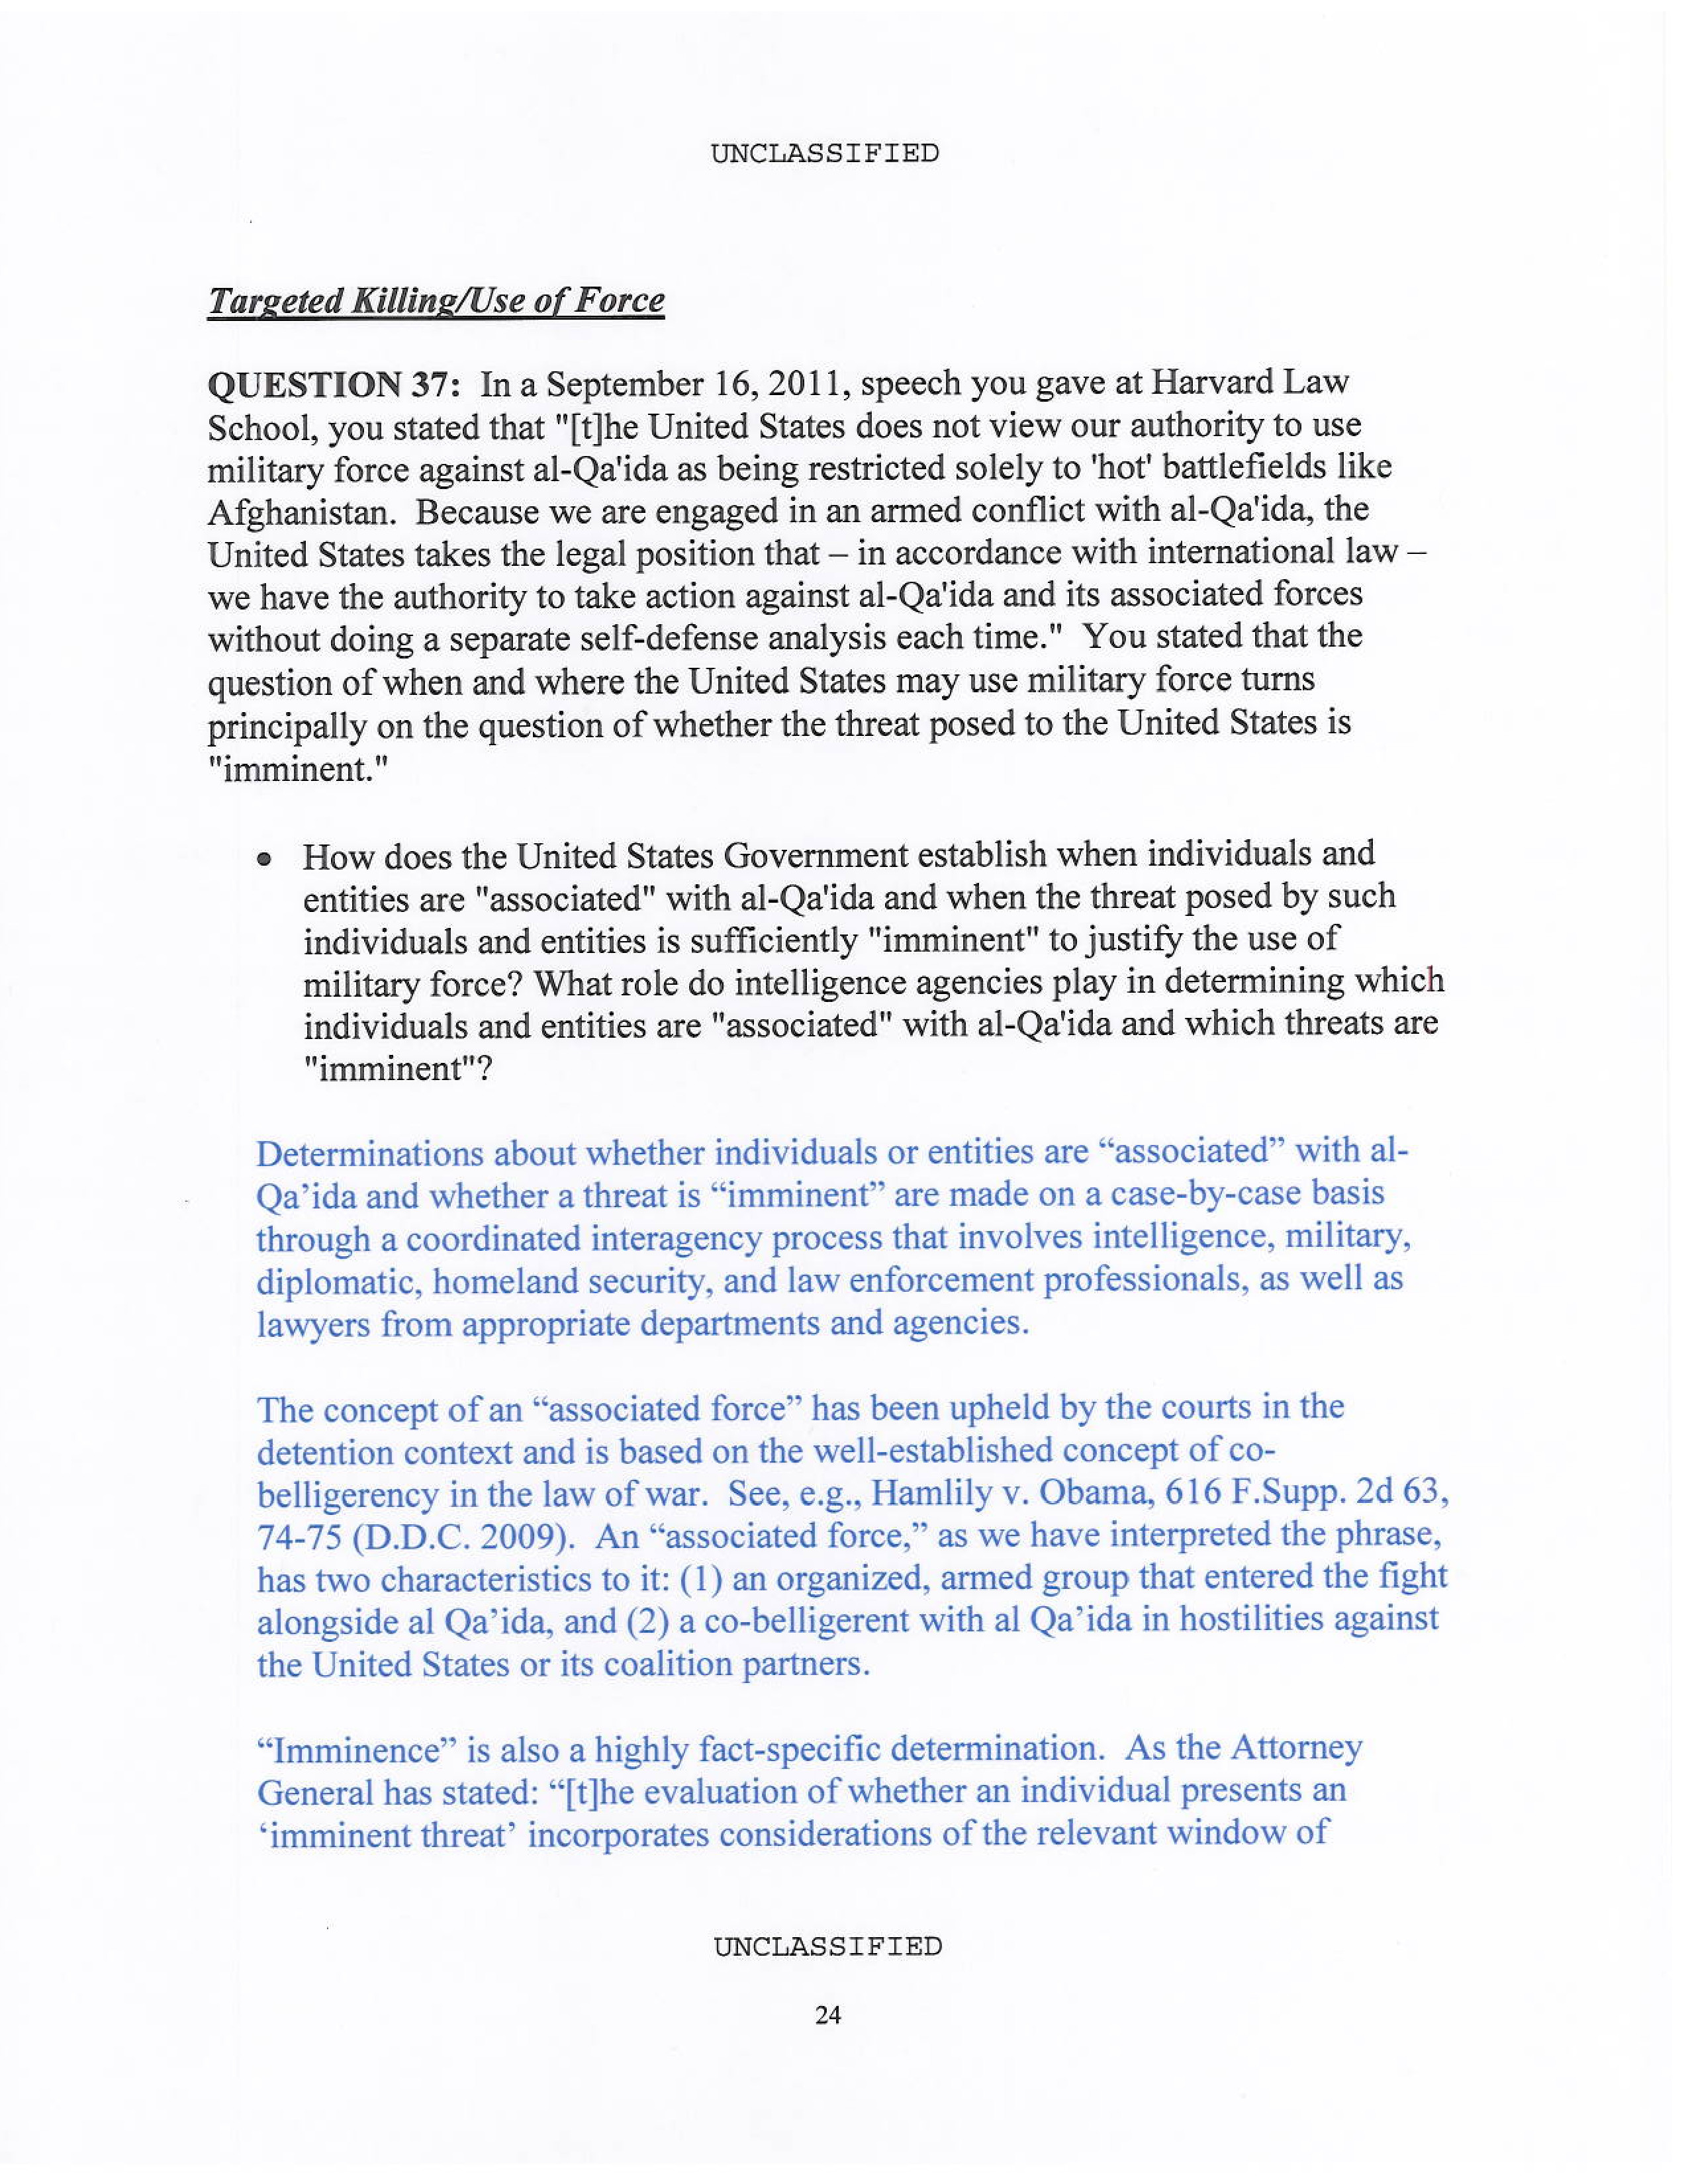 UNCLASSIFIED
Targeted Killing/Use of Force
QUESTION 37: In a September 16, 2011, speech you gave at Harvard Law
School, you stated that "[t]he United States does not view our authority to use
military force against al-Qa'ida as being restricted solely to 'hot' battlefields like
Afghanistan. Because we are engaged in an armed conflict with al-Qa'ida, the
United States takes the legal position that – in accordance with international law –
we have the authority to take action against al-Qa'ida and its associated forces
without doing a separate self-defense analysis each time." You stated that the
question of when and where the United States may use military force turns
principally on the question of whether the threat posed to the United States is
"imminent."
• How does the United States Government establish when individuals and
entities are "associated" with al-Qa'ida and when the threat posed by such
individuals and entities is sufficiently "imminent" to justify the use of
military force? What role do intelligence agencies play in determining which
individuals and entities are "associated" with al-Qa'ida and which threats are
"imminent"?
Determinations about whether individuals or entities are “associated” with al-
Qa’ida and whether a threat is “imminent” are made on a case-by-case basis
through a coordinated interagency process that involves intelligence, military,
diplomatic, homeland security, and law enforcement professionals, as well as
lawyers from appropriate departments and agencies.
The concept of an “associated force” has been upheld by the courts in the
detention context and is based on the well-established concept of co-
belligerency in the law of war. See, e.g., Hamlily v. Obama, 616 F.Supp. 2d 63,
74-75 (D.D.C. 2009). An “associated force,” as we have interpreted the phrase,
has two characteristics to it: (1) an organized, armed group that entered the fight
alongside al Qa’ida, and (2) a co-belligerent with al Qa’ida in hostilities against
the United States or its coalition partners.
“Imminence” is also a highly fact-specific determination. As the Attorney
General has stated: “[t]he evaluation of whether an individual presents an
‘imminent threat’ incorporates considerations of the relevant window of
UNCLASSIFIED
24